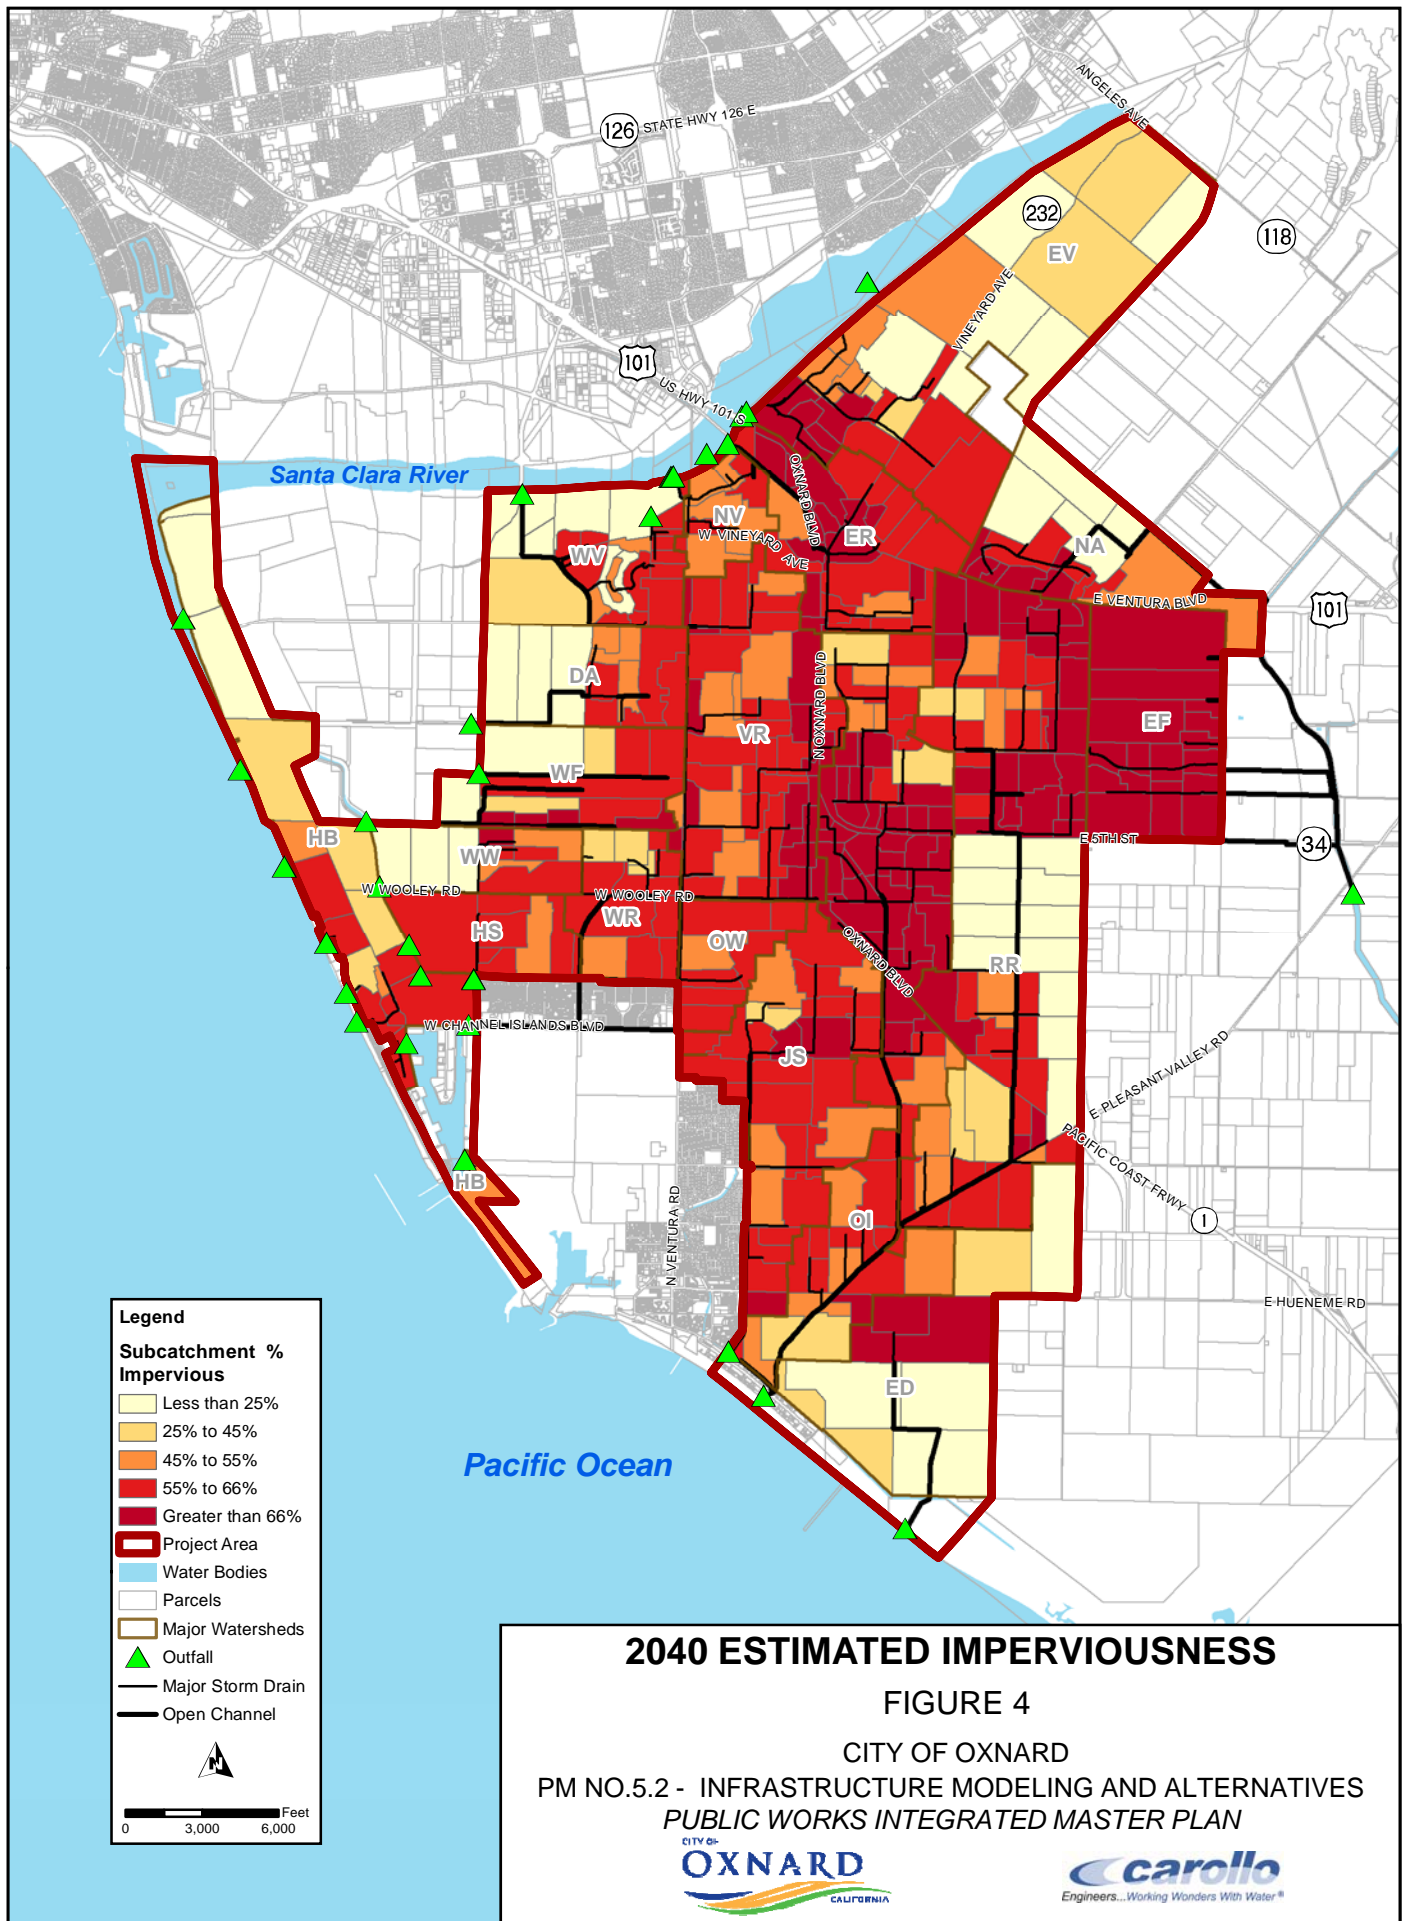 ANGELES AVE
126
STATE HWY 126 E
232
118
EV
VINEYARD AVE
101
US HWY 101 S
Santa Clara River
OXNARD BLVD
NV
W VINEYARD AVE
ER
WV
NA
E VENTURA BLVD
101
DA
N OXNARD BLVD
VR
EF
WF
HB
WW
E 5TH ST
34
W WOOLEY RD
W WOOLEY RD
HS
WR
OW
OXNARD BLVD
RR
W CHANNEL ISLANDS BLVD
JS
E PLEASANT VALLEY RD
PACIFIC COAST FRWY
1
HB
N VENTURA RD
OI
E HUENEME RD
ED
Pacific Ocean
Legend
Subcatchment %
Impervious
Less than 25%
25% to 45%
45% to 55%
55% to 66%
Greater than 66%
Project Area
Water Bodies
Parcels
Major Watersheds
Outfall
Major Storm Drain
Open Channel
N
Feet
0 3,000 6,000
2040 ESTIMATED IMPERVIOUSNESS
FIGURE 4
CITY OF OXNARD
PM NO.5.2 - INFRASTRUCTURE MODELING AND ALTERNATIVES
PUBLIC WORKS INTEGRATED MASTER PLAN
CITY OF
OXNARD
CALIFORNIA
carollo
Engineers...Working Wonders With Water®